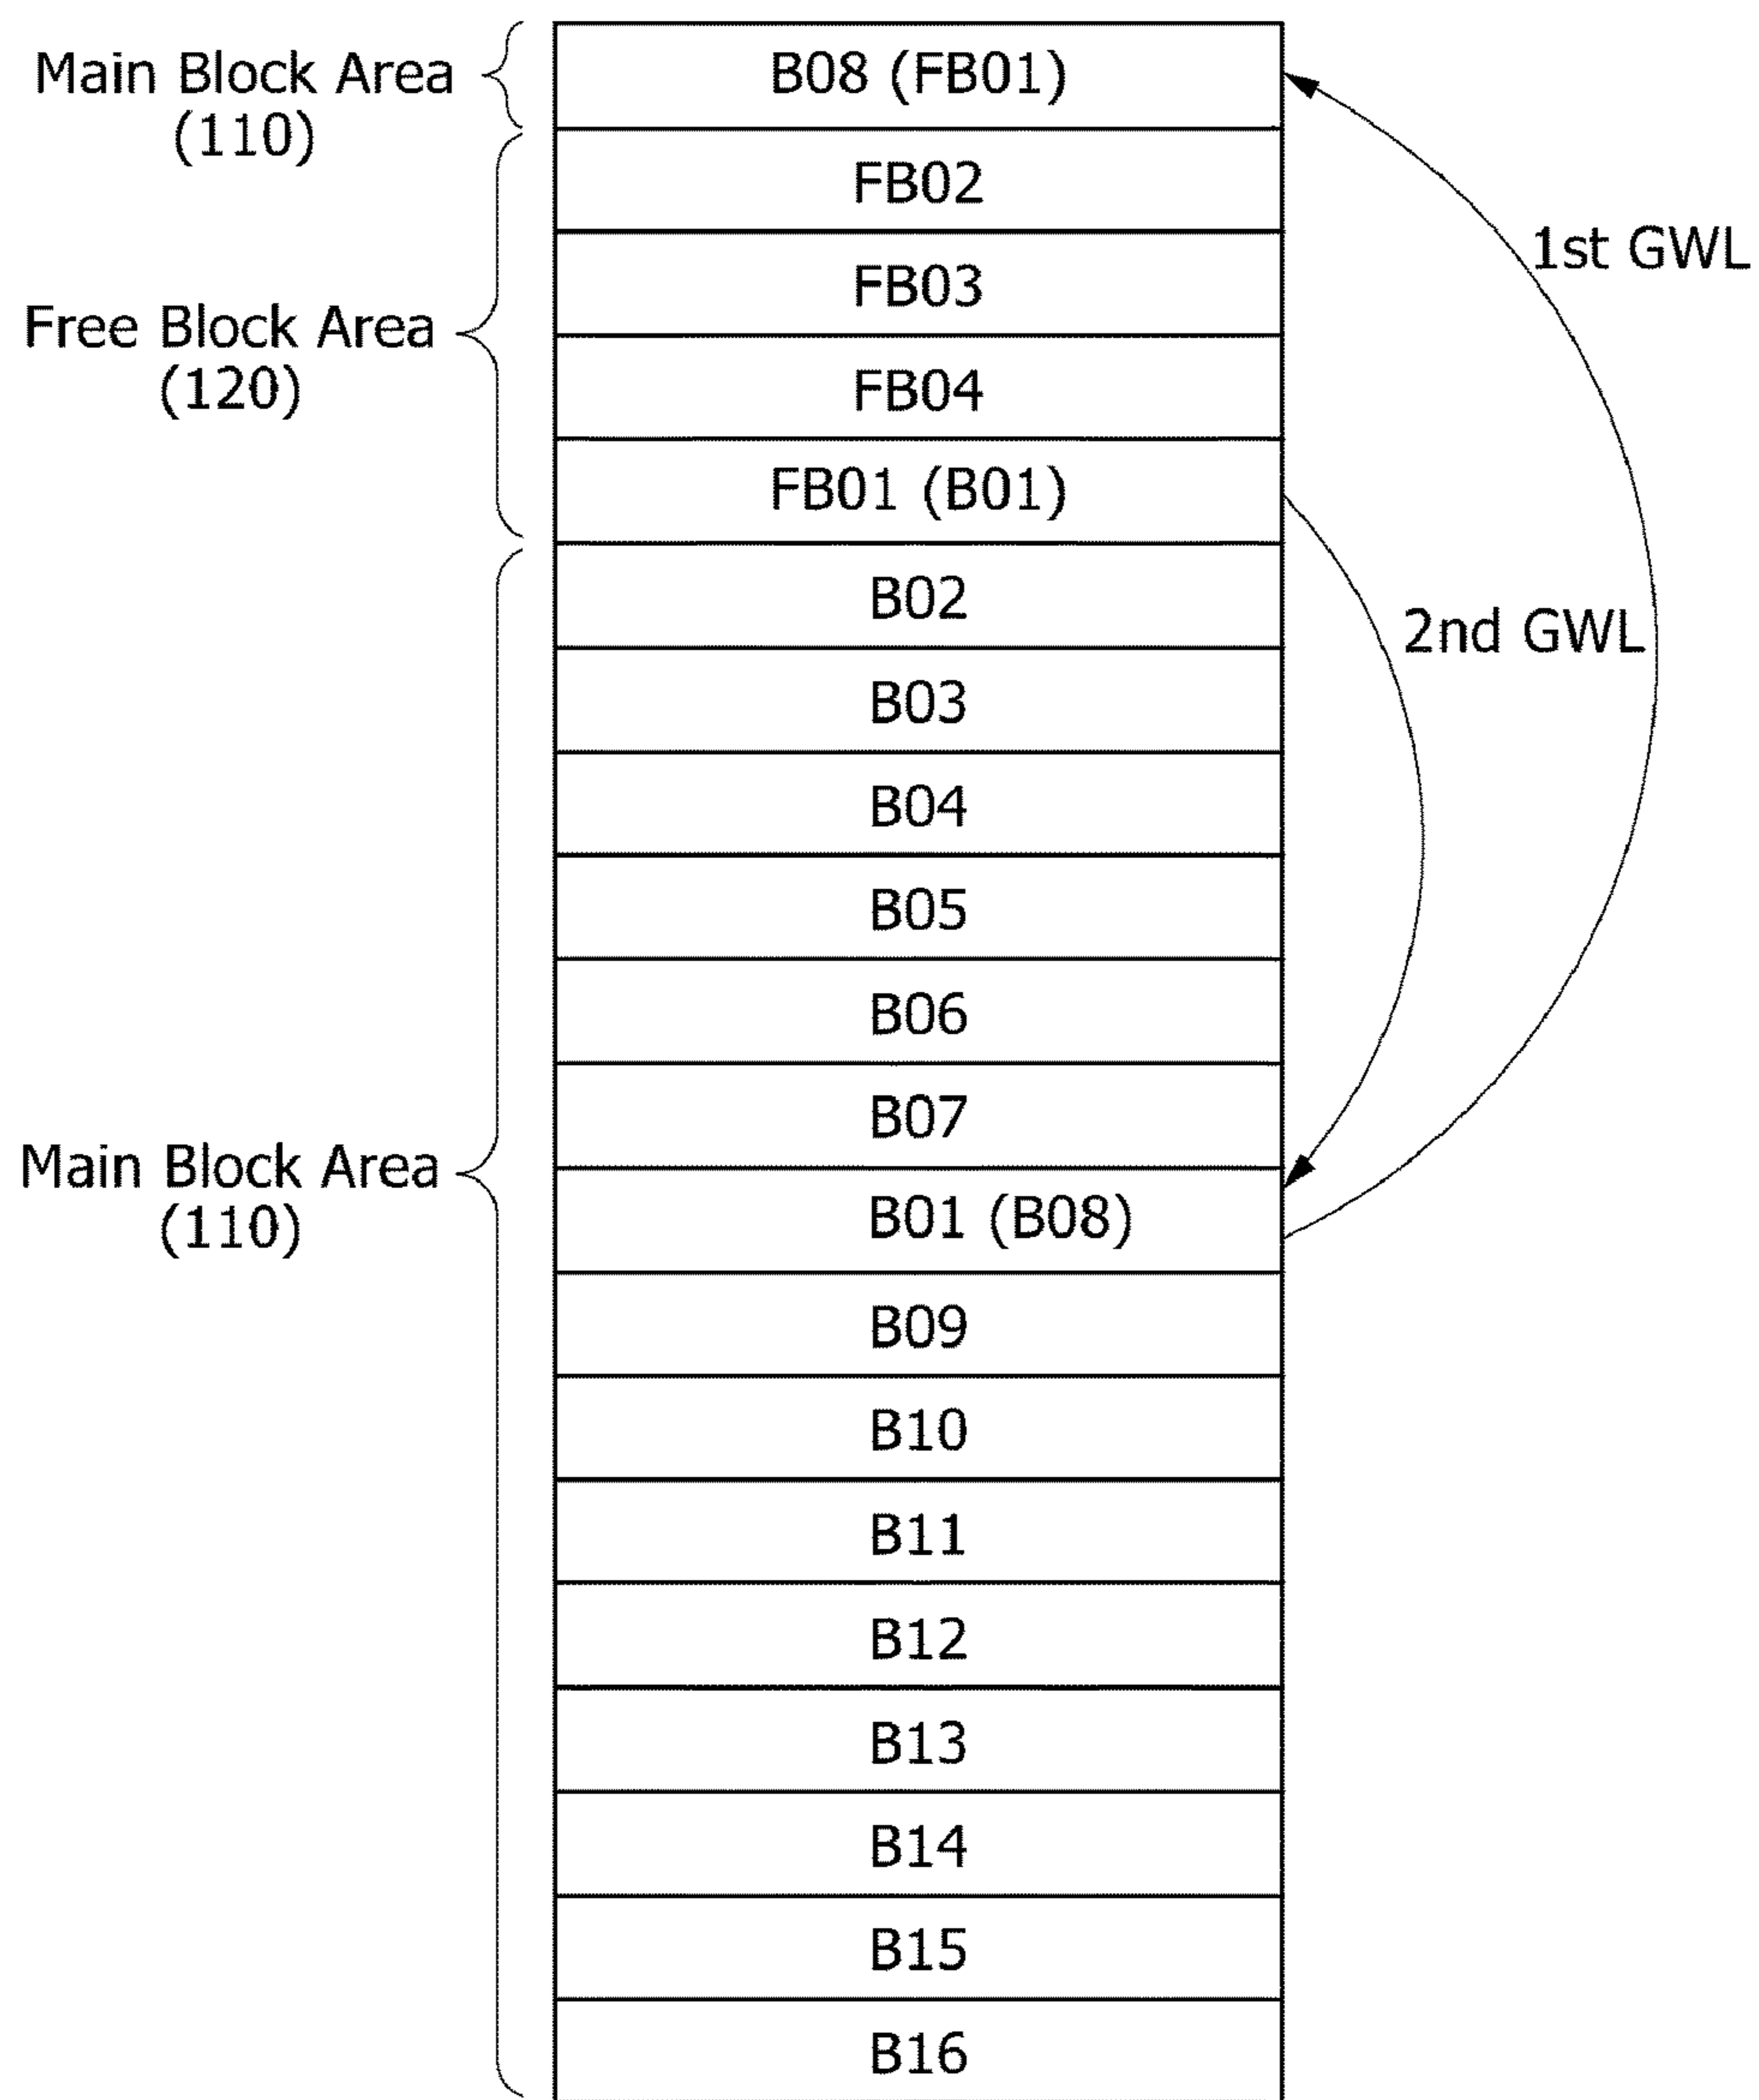 Main Block Area
(110)
B08 (FB01)
FB02
1st GWL
FB03
Free Block Area
(120)
FB04
FB01 (B01)
B02
2nd GWL
B03
B04
B05
B06
B07
Main Block Area
(110)
B01 (B08)
B09
B10
B11
B12
B13
B14
B15
B16